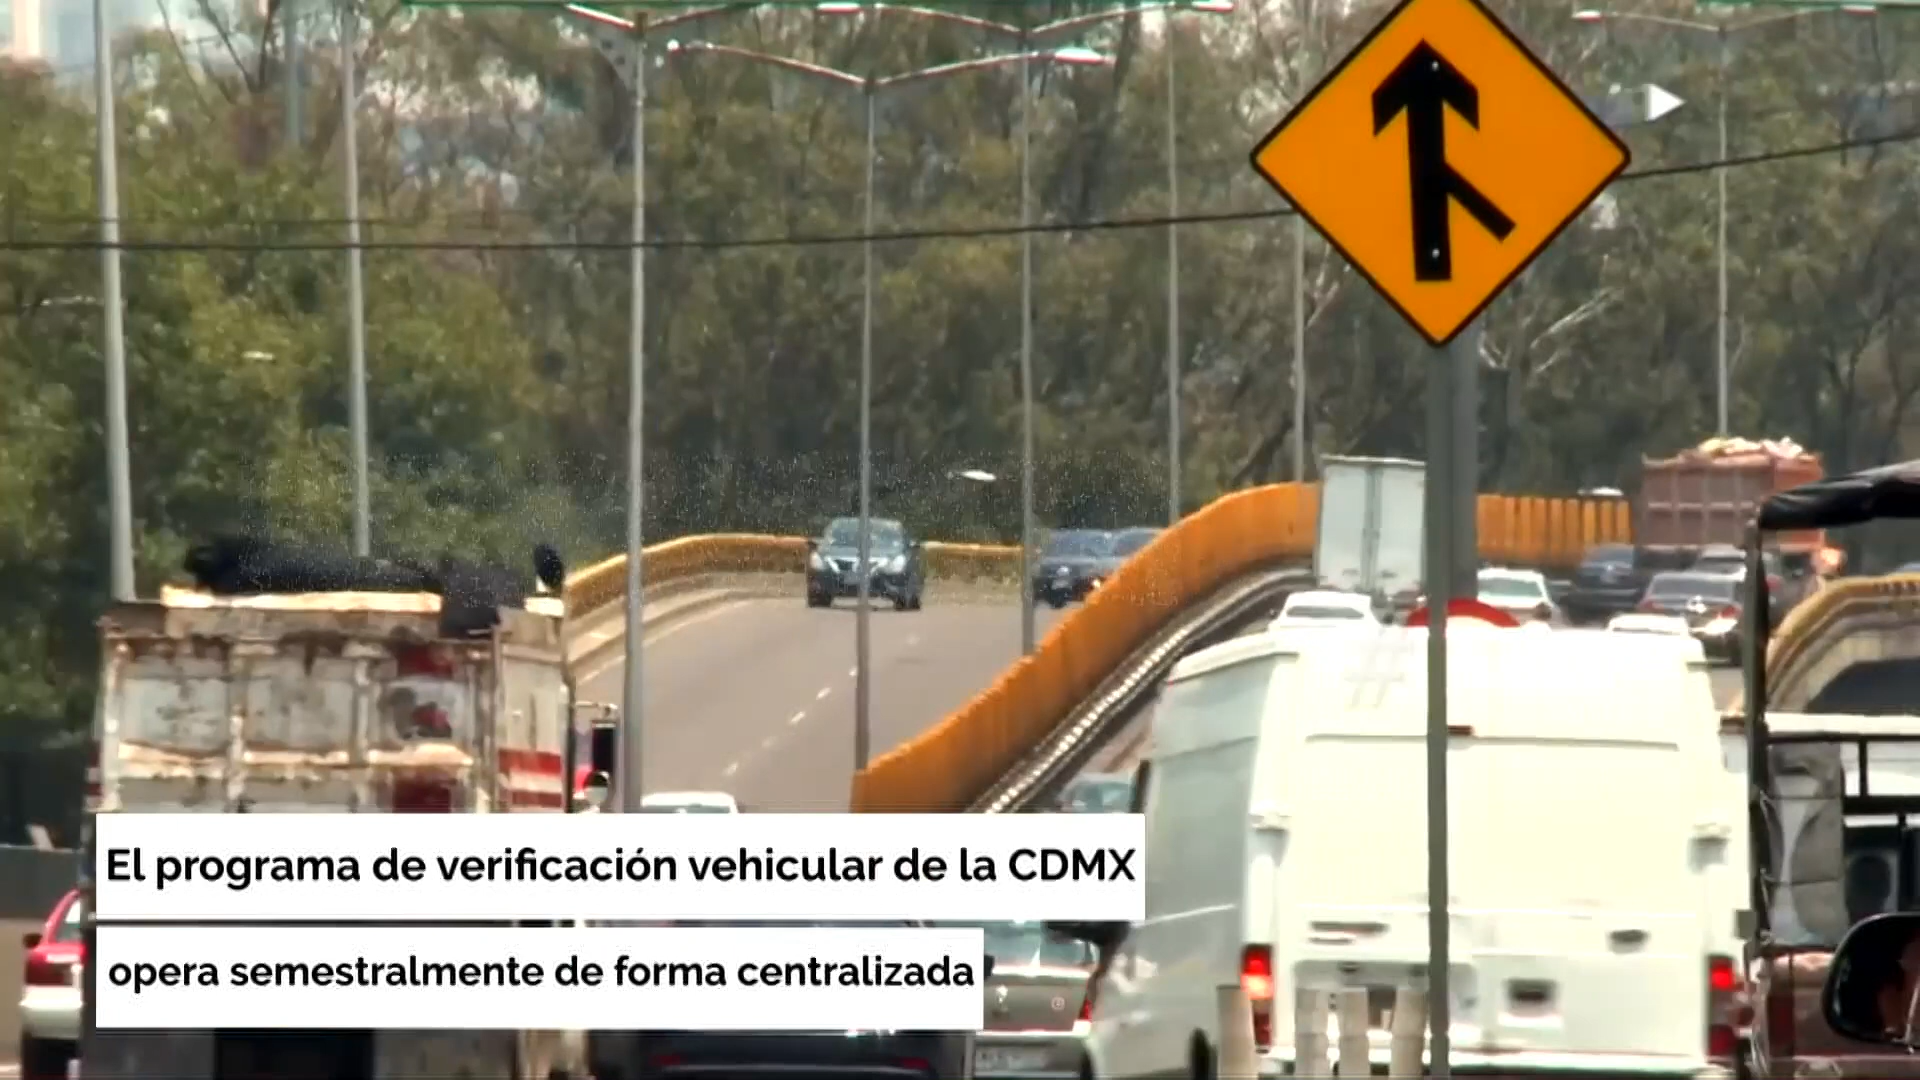 El programa de verificación vehicular de la CDMX
opera semestralmente de forma centralizada